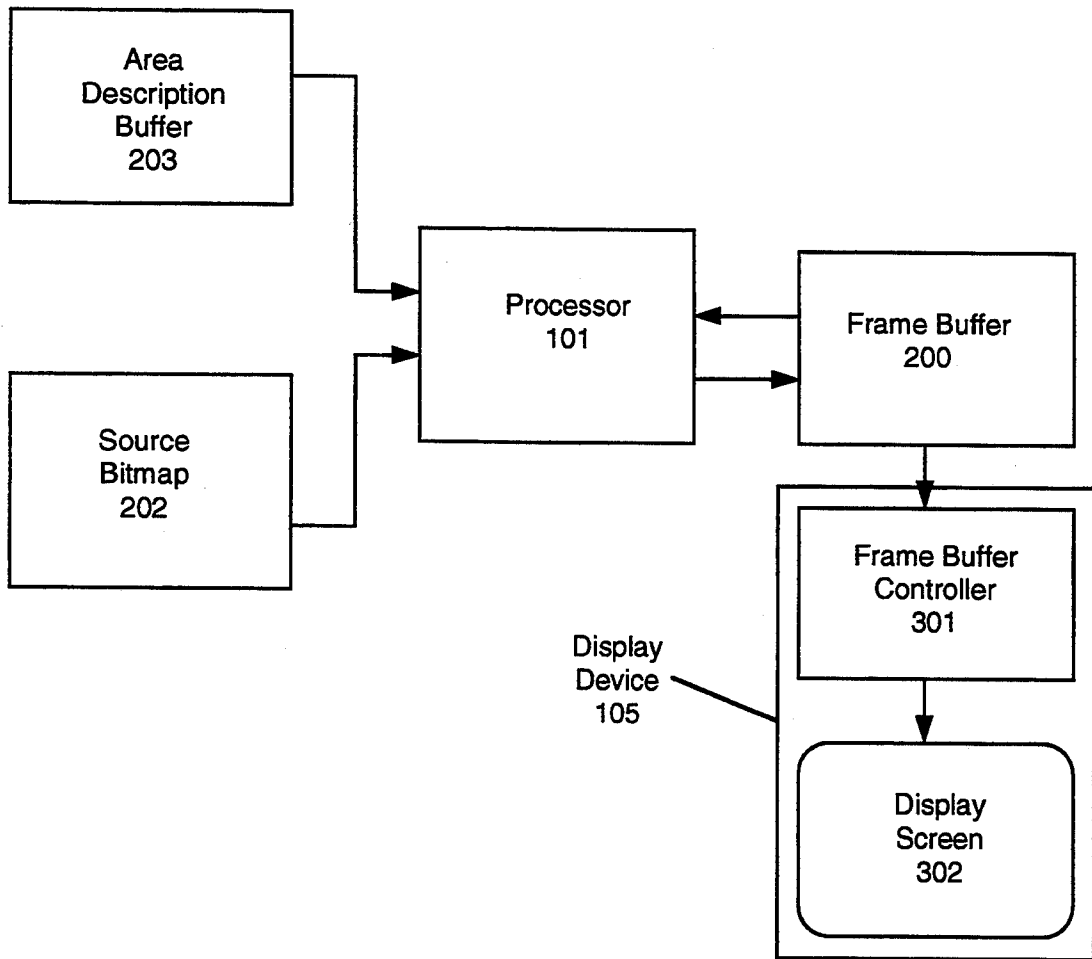 Area
Description
Buffer
203
Processor
101
Frame Buffer
200
Source
Bitmap
202
Frame Buffer
Controller
301
Display
Device
105
Display
Screen
302